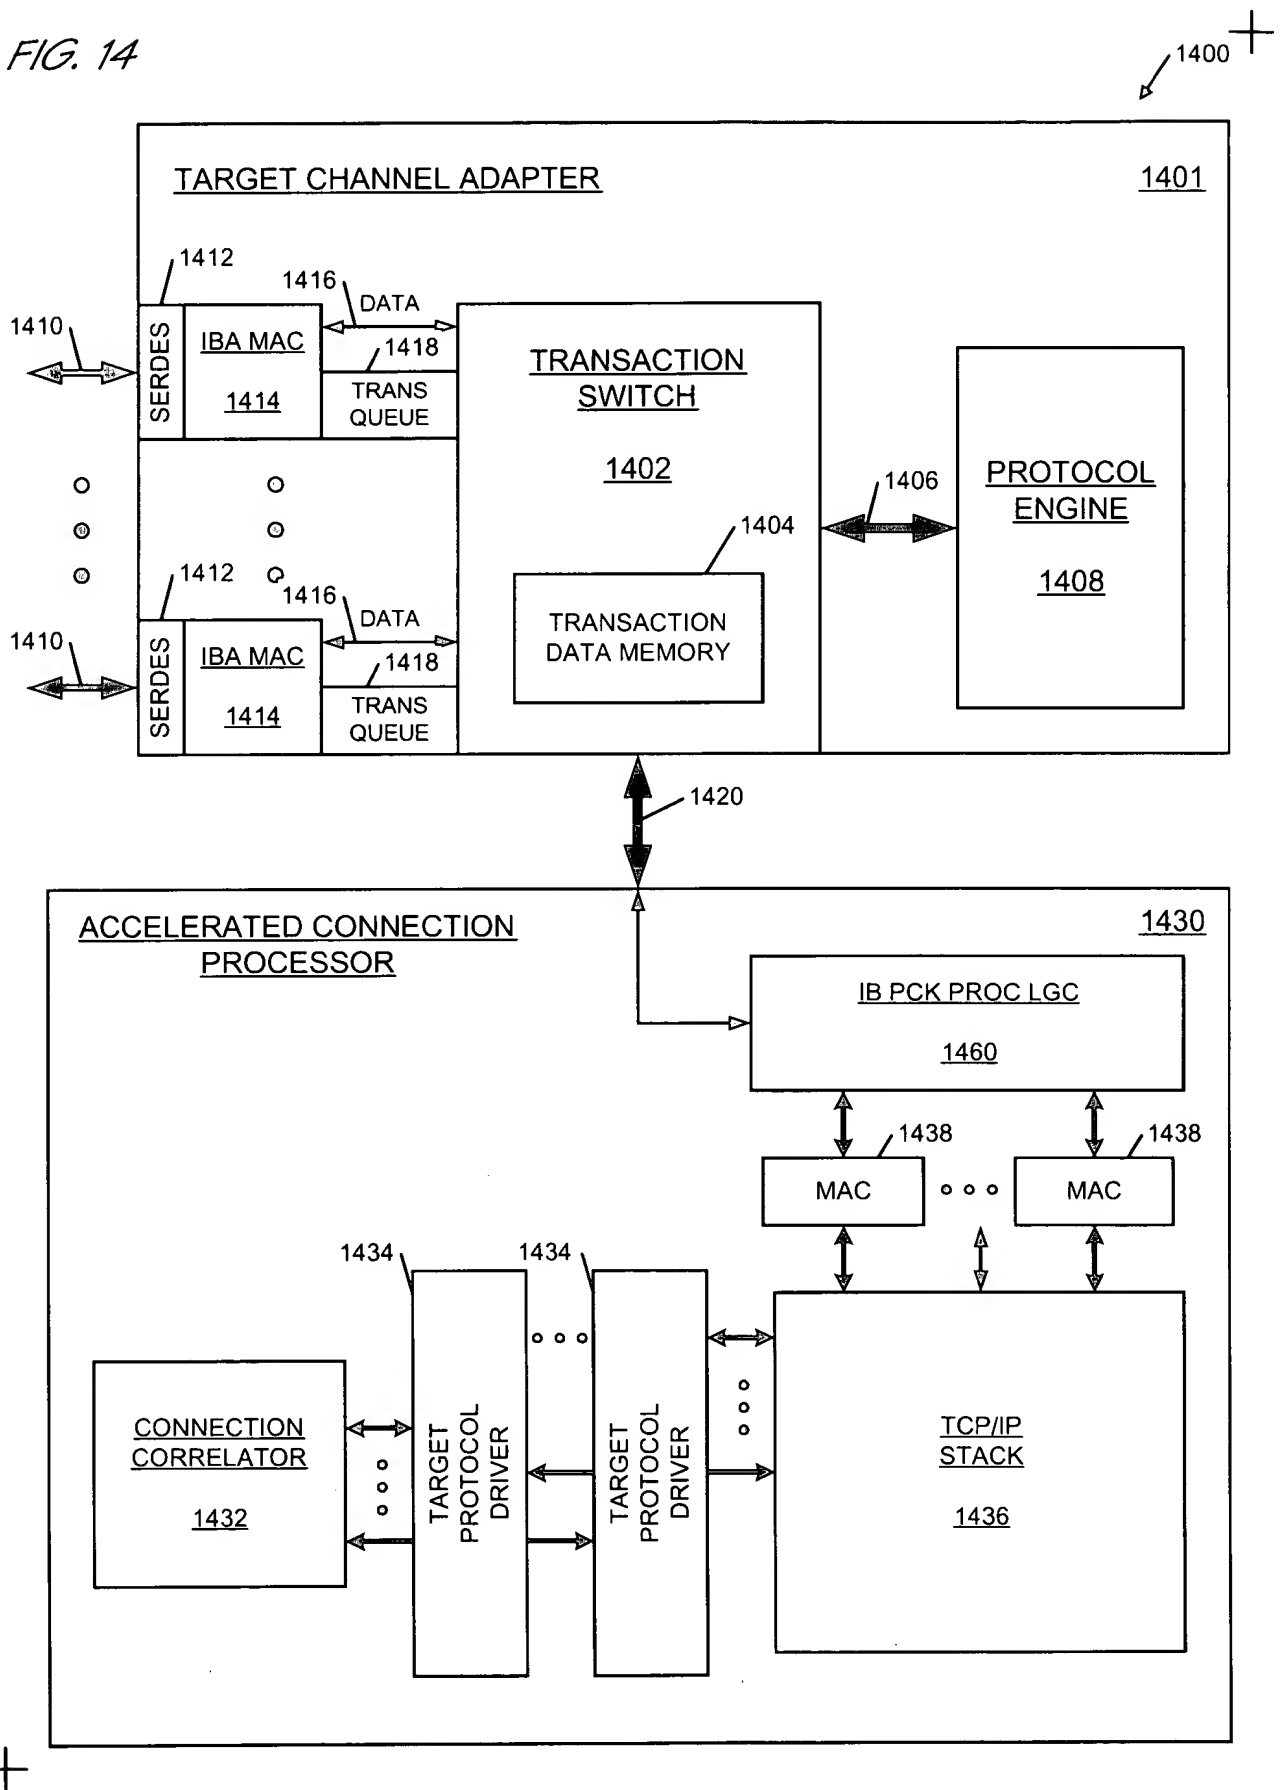 FIG. 14
1400
TARGET CHANNEL ADAPTER
1401
1412
1416
DATA
1410
SERDES
IBA MAC
1414
1418
TRANS
QUEUE
TRANSACTION
SWITCH
1402
1406
PROTOCOL
ENGINE
1408
1404
TRANSACTION
DATA MEMORY
1412
1416
DATA
1410
SERDES
IBA MAC
1414
1418
TRANS
QUEUE
1420
ACCELERATED CONNECTION
PROCESSOR
1430
IB PCK PROC LGC
1460
1438
MAC
1438
MAC
1434
1434
CONNECTION
CORRELATOR
1432
TARGET
PROTOCOL
DRIVER
TARGET
PROTOCOL
DRIVER
TCP/IP
STACK
1436